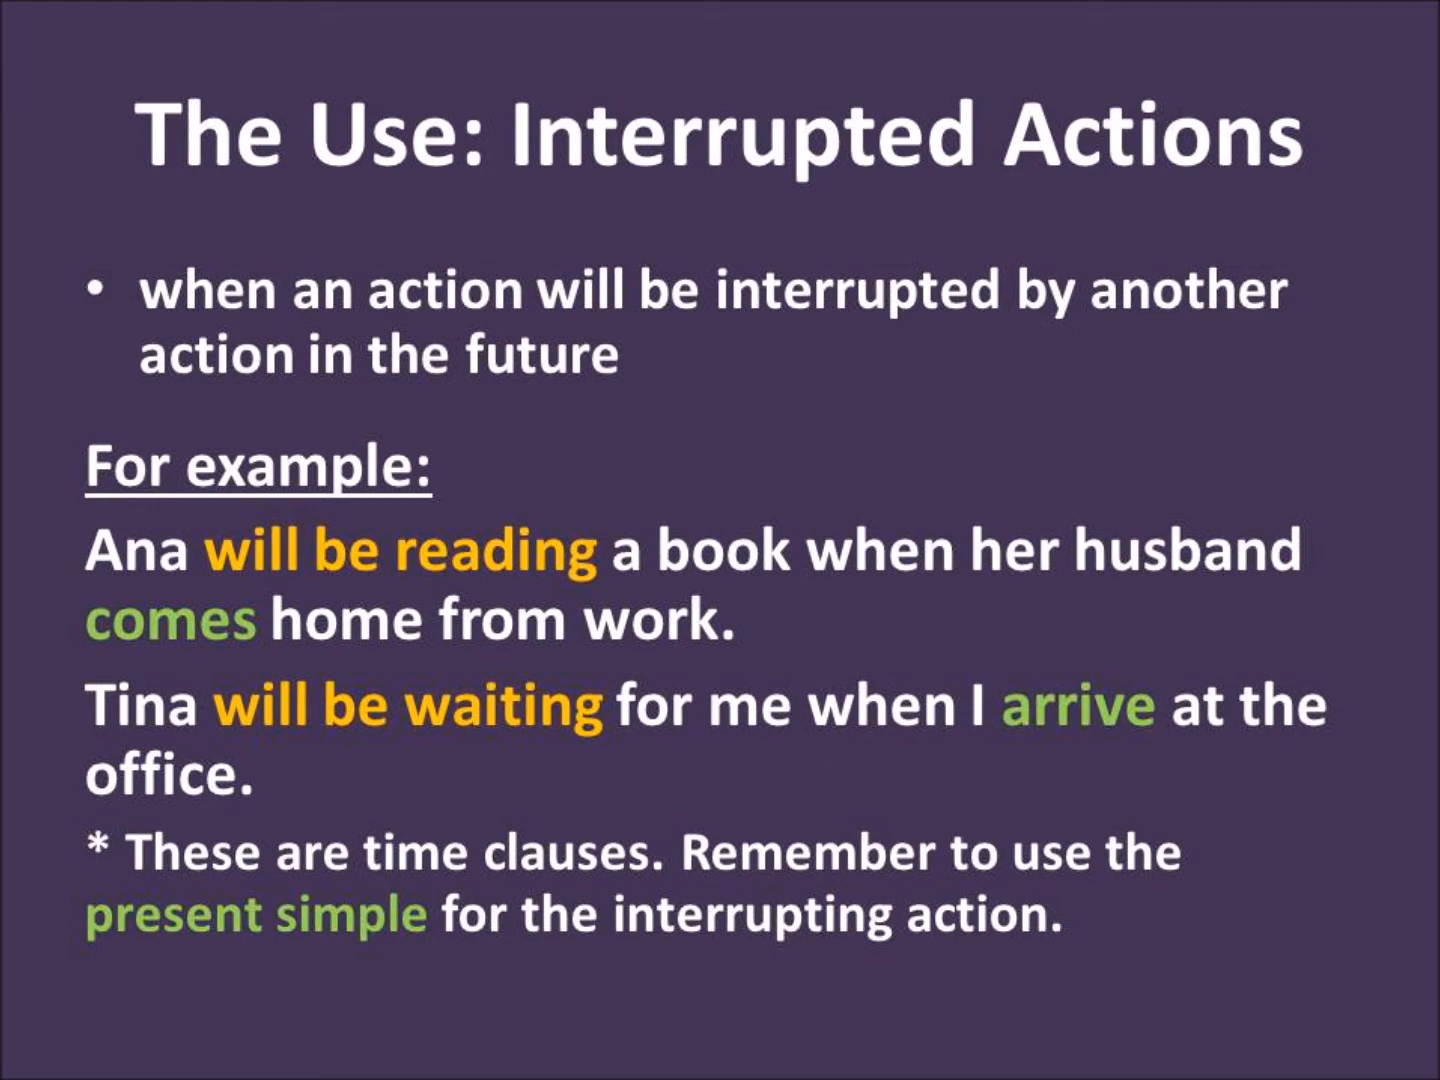 The Use: Interrupted Actions
• when an action will be interrupted by another
action in the future
For example:
Ana will be reading a book when her husband
comes home from work.
Tina will be waiting for me when I arrive at the
office.
* These are time clauses. Remember to use the
present simple for the interrupting action.